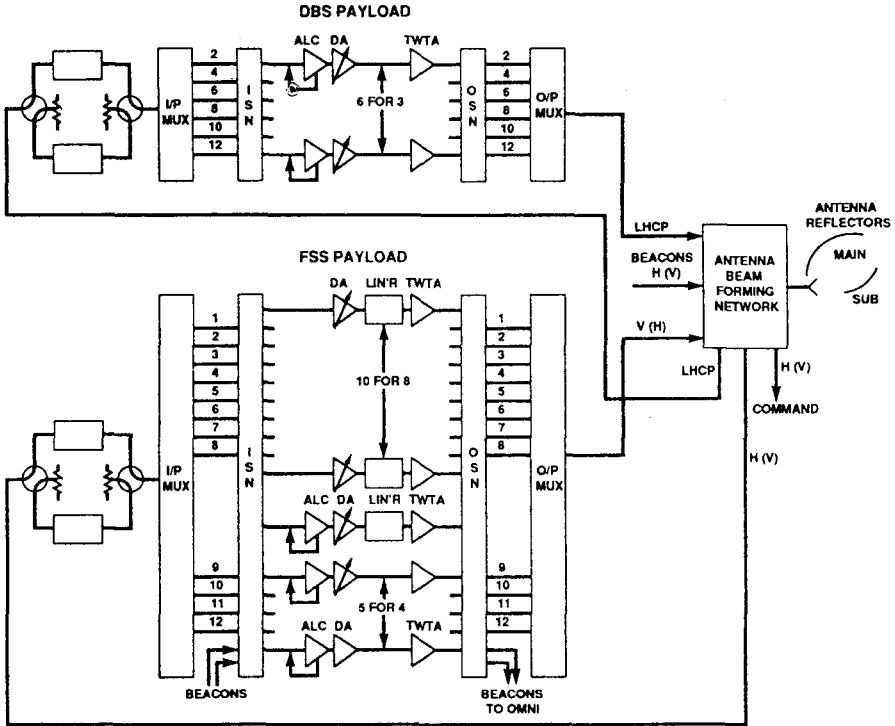 DBS PAYLOAD
ALC DA TWTA
2 2
4 4
6 6
8 8
10 10
12 12
I/P MUX
I S N
6 FOR 3
O S N
O/P MUX
LHCP
BEACONS H (V)
V (H)
ANTENNA BEAM FORMING NETWORK
ANTENNA REFLECTORS
MAIN
SUB
LHCP
H (V)
COMMAND
H (V)
FSS PAYLOAD
DA LIN'R TWTA
1 1
2 2
3 3
4 4
5 5
6 6
7 7
8 8
I/P MUX
I S N
10 FOR 8
O S N
O/P MUX
ALC DA LIN'R TWTA
9 9
10 10
11 11
12 12
5 FOR 4
ALC DA TWTA
BEACONS
BEACONS TO OMNI